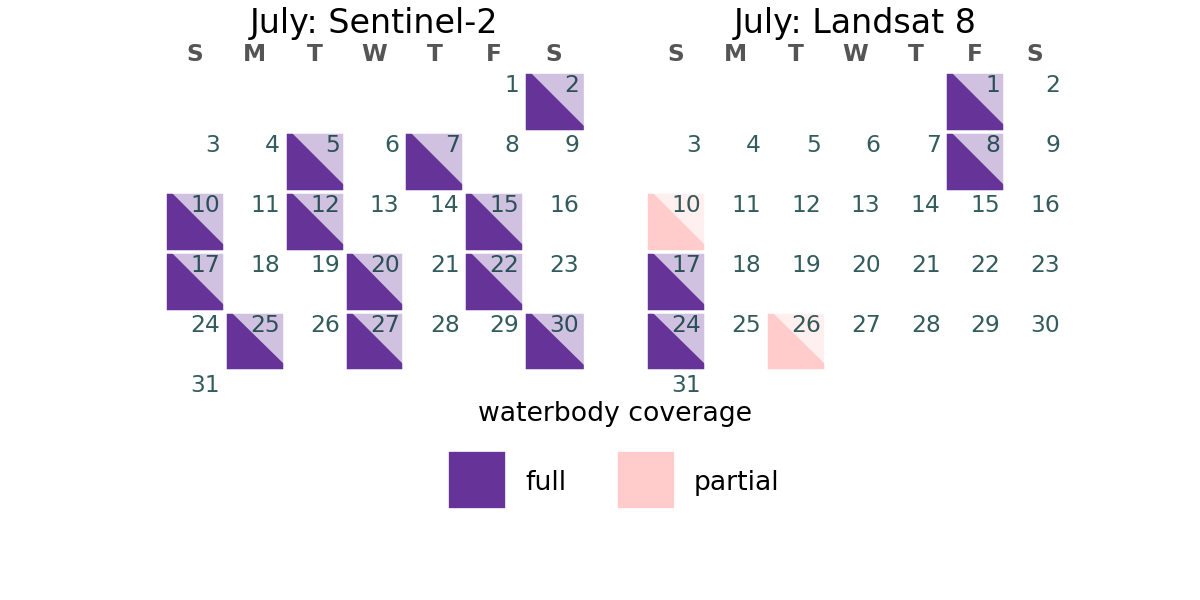 July: Sentinel-2
S M T W T F S
1 2
3 4 5 6 7 8 9
10 11 12 13 14 15 16
17 18 19 20 21 22 23
24 25 26 27 28 29 30
31
July: Landsat 8
S M T W T F S
1 2
3 4 5 6 7 8 9
10 11 12 13 14 15 16
17 18 19 20 21 22 23
24 25 26 27 28 29 30
31
waterbody coverage
full partial